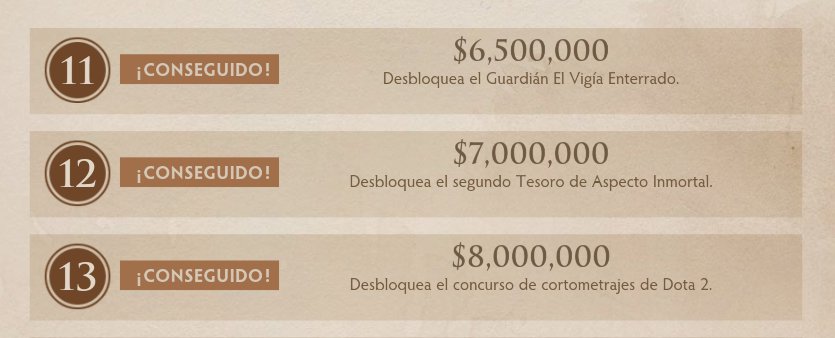 11
¡CONSEGUIDO!
$6,500,000
Desbloquea el Guardián El Vigía Enterrado.
12
¡CONSEGUIDO!
$7,000,000
Desbloquea el segundo Tesoro de Aspecto Inmortal.
13
¡CONSEGUIDO!
$8,000,000
Desbloquea el concurso de cortometrajes de Dota 2.